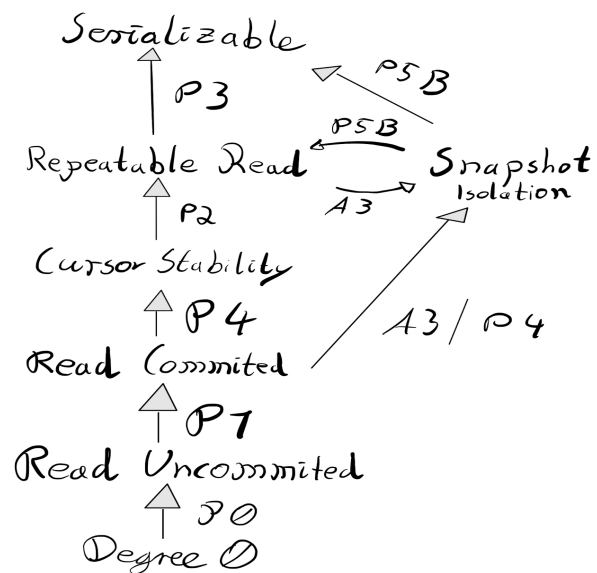 Serializable
P3
P5B
P5B
Repeatable Read
Snapshot
Isolation
A3
P2
Cursor Stability
P4
A3 / P4
Read Commited
P1
Read Uncommited
P0
Degree 0